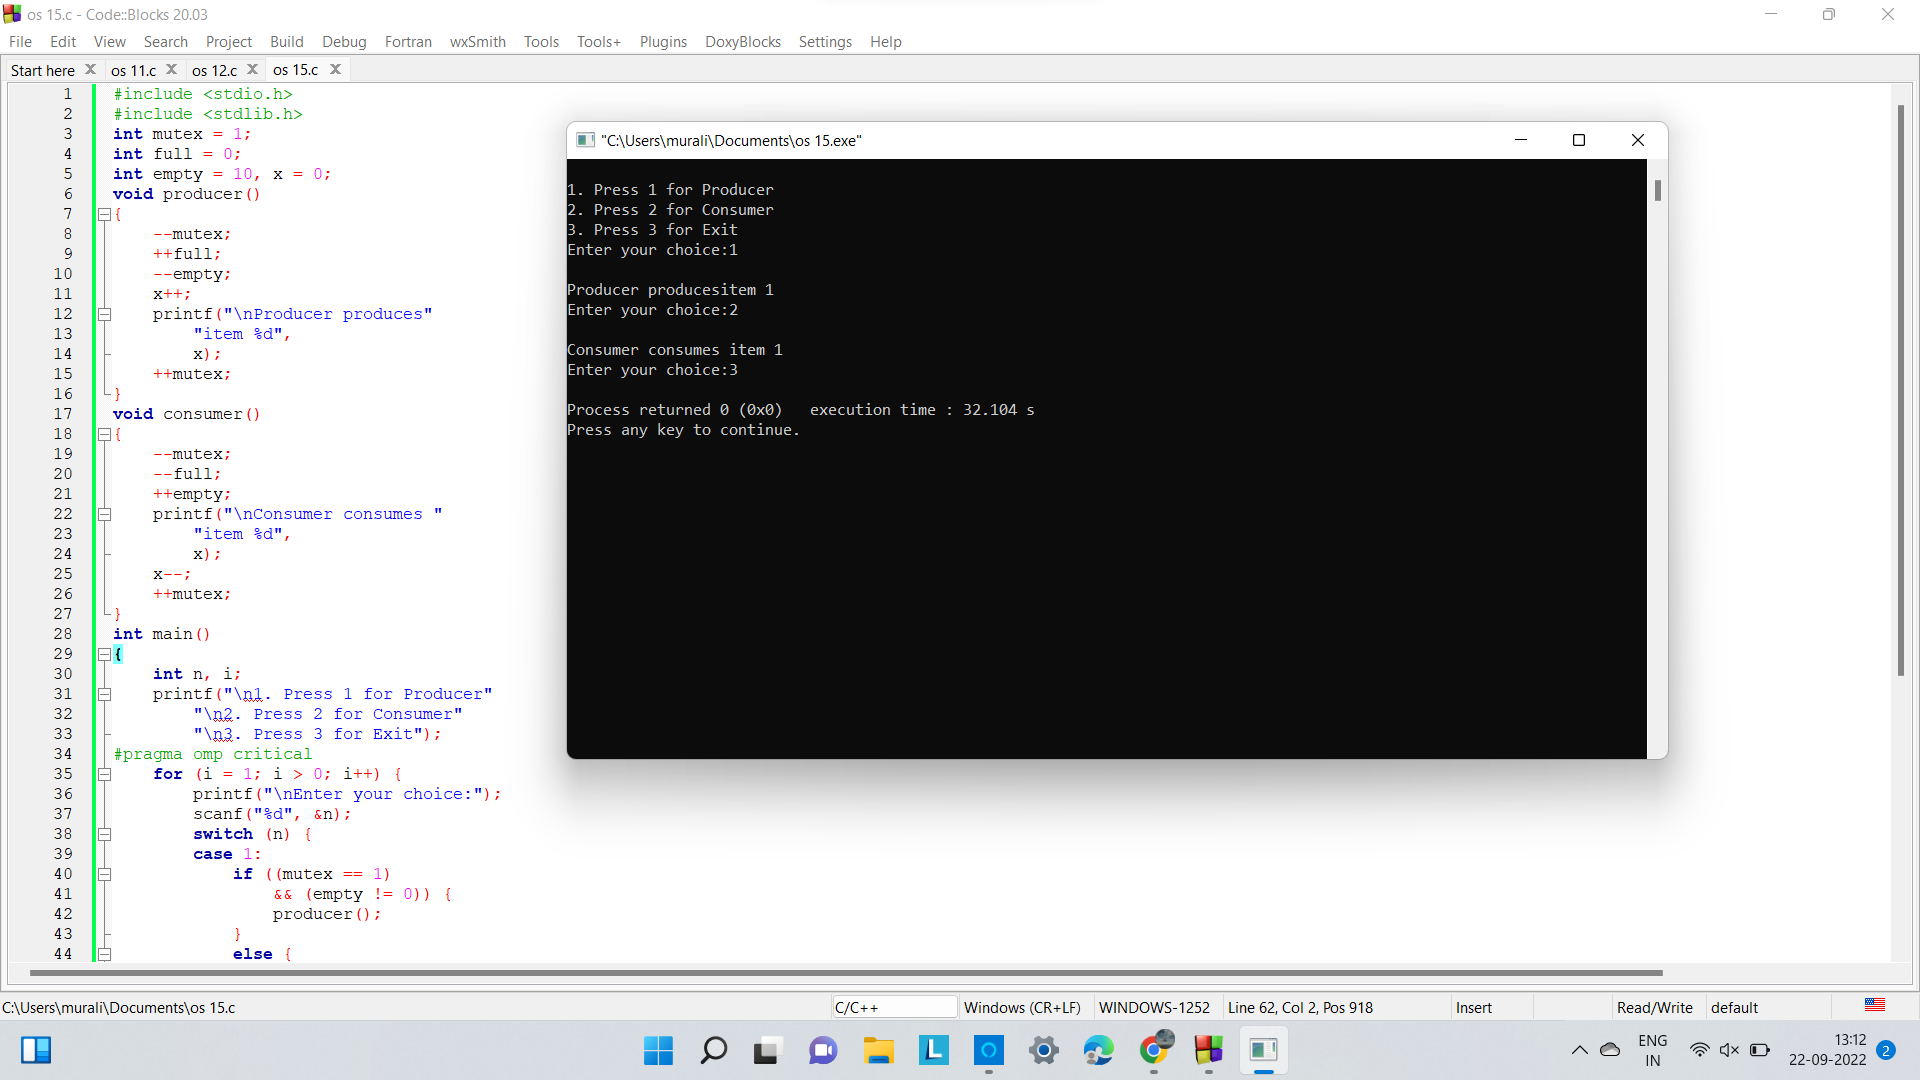 os 15.c - Code::Blocks 20.03
File Edit View Search Project Build Debug Fortran wxSmith Tools Tools+ Plugins DoxyBlocks Settings Help
Start here os 11.c os 12.c os 15.c
1 #include <stdio.h>
2 #include <stdlib.h>
3 int mutex = 1;
4 int full = 0;
5 int empty = 10, x = 0;
6 void producer()
7 {
8 --mutex;
9 ++full;
10 --empty;
11 x++;
12 printf("\nProducer produces"
13 "item %d",
14 x);
15 ++mutex;
16 }
17 void consumer()
18 {
19 --mutex;
20 --full;
21 ++empty;
22 printf("\nConsumer consumes "
23 "item %d",
24 x);
25 x--;
26 ++mutex;
27 }
28 int main()
29 {
30 int n, i;
31 printf("\n1. Press 1 for Producer"
32 "\n2. Press 2 for Consumer"
33 "\n3. Press 3 for Exit");
34 #pragma omp critical
35 for (i = 1; i > 0; i++) {
36 printf("\nEnter your choice:");
37 scanf("%d", &n);
38 switch (n) {
39 case 1:
40 if ((mutex == 1)
41 && (empty != 0)) {
42 producer();
43 }
44 else {
"C:\Users\murali\Documents\os 15.exe"
1. Press 1 for Producer
2. Press 2 for Consumer
3. Press 3 for Exit
Enter your choice:1
Producer producesitem 1
Enter your choice:2
Consumer consumes item 1
Enter your choice:3
Process returned 0 (0x0) execution time : 32.104 s
Press any key to continue.
C:\Users\murali\Documents\os 15.c C/C++ Windows (CR+LF) WINDOWS-1252 Line 62, Col 2, Pos 918 Insert Read/Write default
L
ENG
IN
13:12
22-09-2022
2